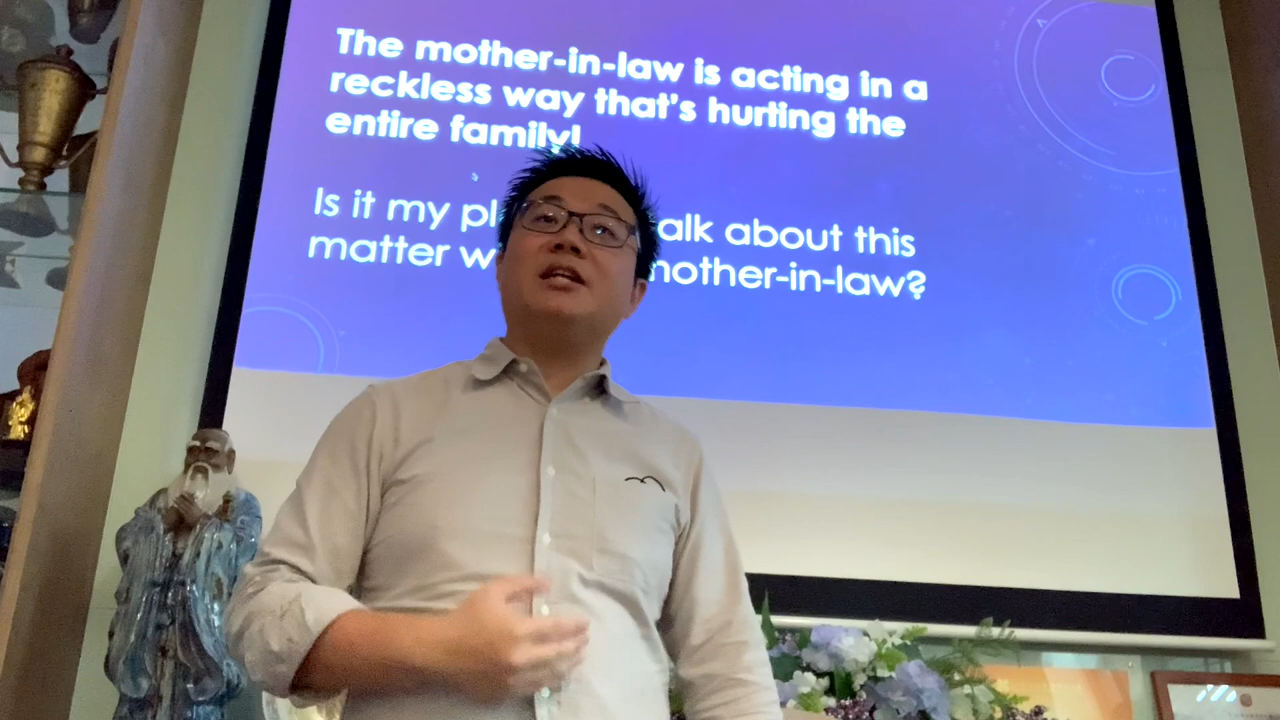 The mother-in-law is acting in a
reckless way that's hurting the
entire family!
Is it my pl alk about this
matter w mother-in-law?